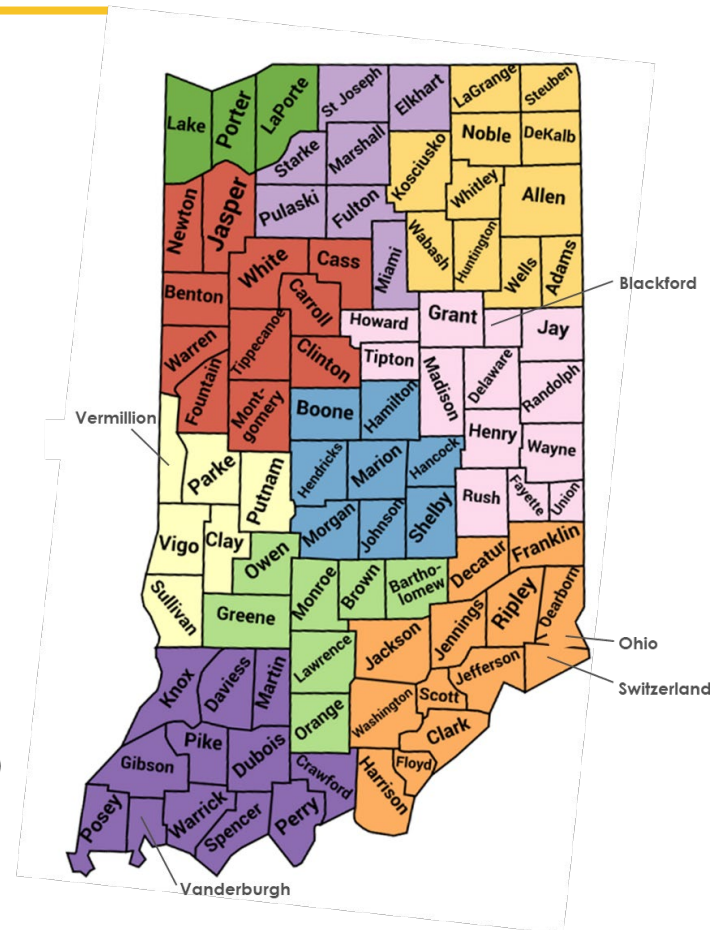 LaGrange
Steuben
St Joseph
Elkhart
LaPorte
Porter
Lake
Noble
DeKalb
Starke
Marshall
Kosciusko
Whitley
Allen
Newton
Jasper
Pulaski
Fulton
Wabash
Huntington
Wells
Adams
White
Cass
Miami
Blackford
Benton
Carroll
Howard
Grant
Jay
Warren
Tippecanoe
Clinton
Tipton
Madison
Delaware
Randolph
Fountain
Mont-
gomery
Boone
Hamilton
Vermillion
Henry
Wayne
Parke
Putnam
Hendricks
Marion
Hancock
Rush
Fayette
Union
Morgan
Johnson
Shelby
Vigo
Clay
Owen
Decatur
Franklin
Monroe
Brown
Bartho-
lomew
Sullivan
Greene
Jennings
Ripley
Dearborn
Ohio
Lawrence
Jackson
Jefferson
Switzerland
Knox
Daviess
Martin
Washington
Scott
Orange
Clark
Pike
Dubois
Gibson
Crawford
Floyd
Harrison
Posey
Warrick
Spencer
Perry
Vanderburgh
)